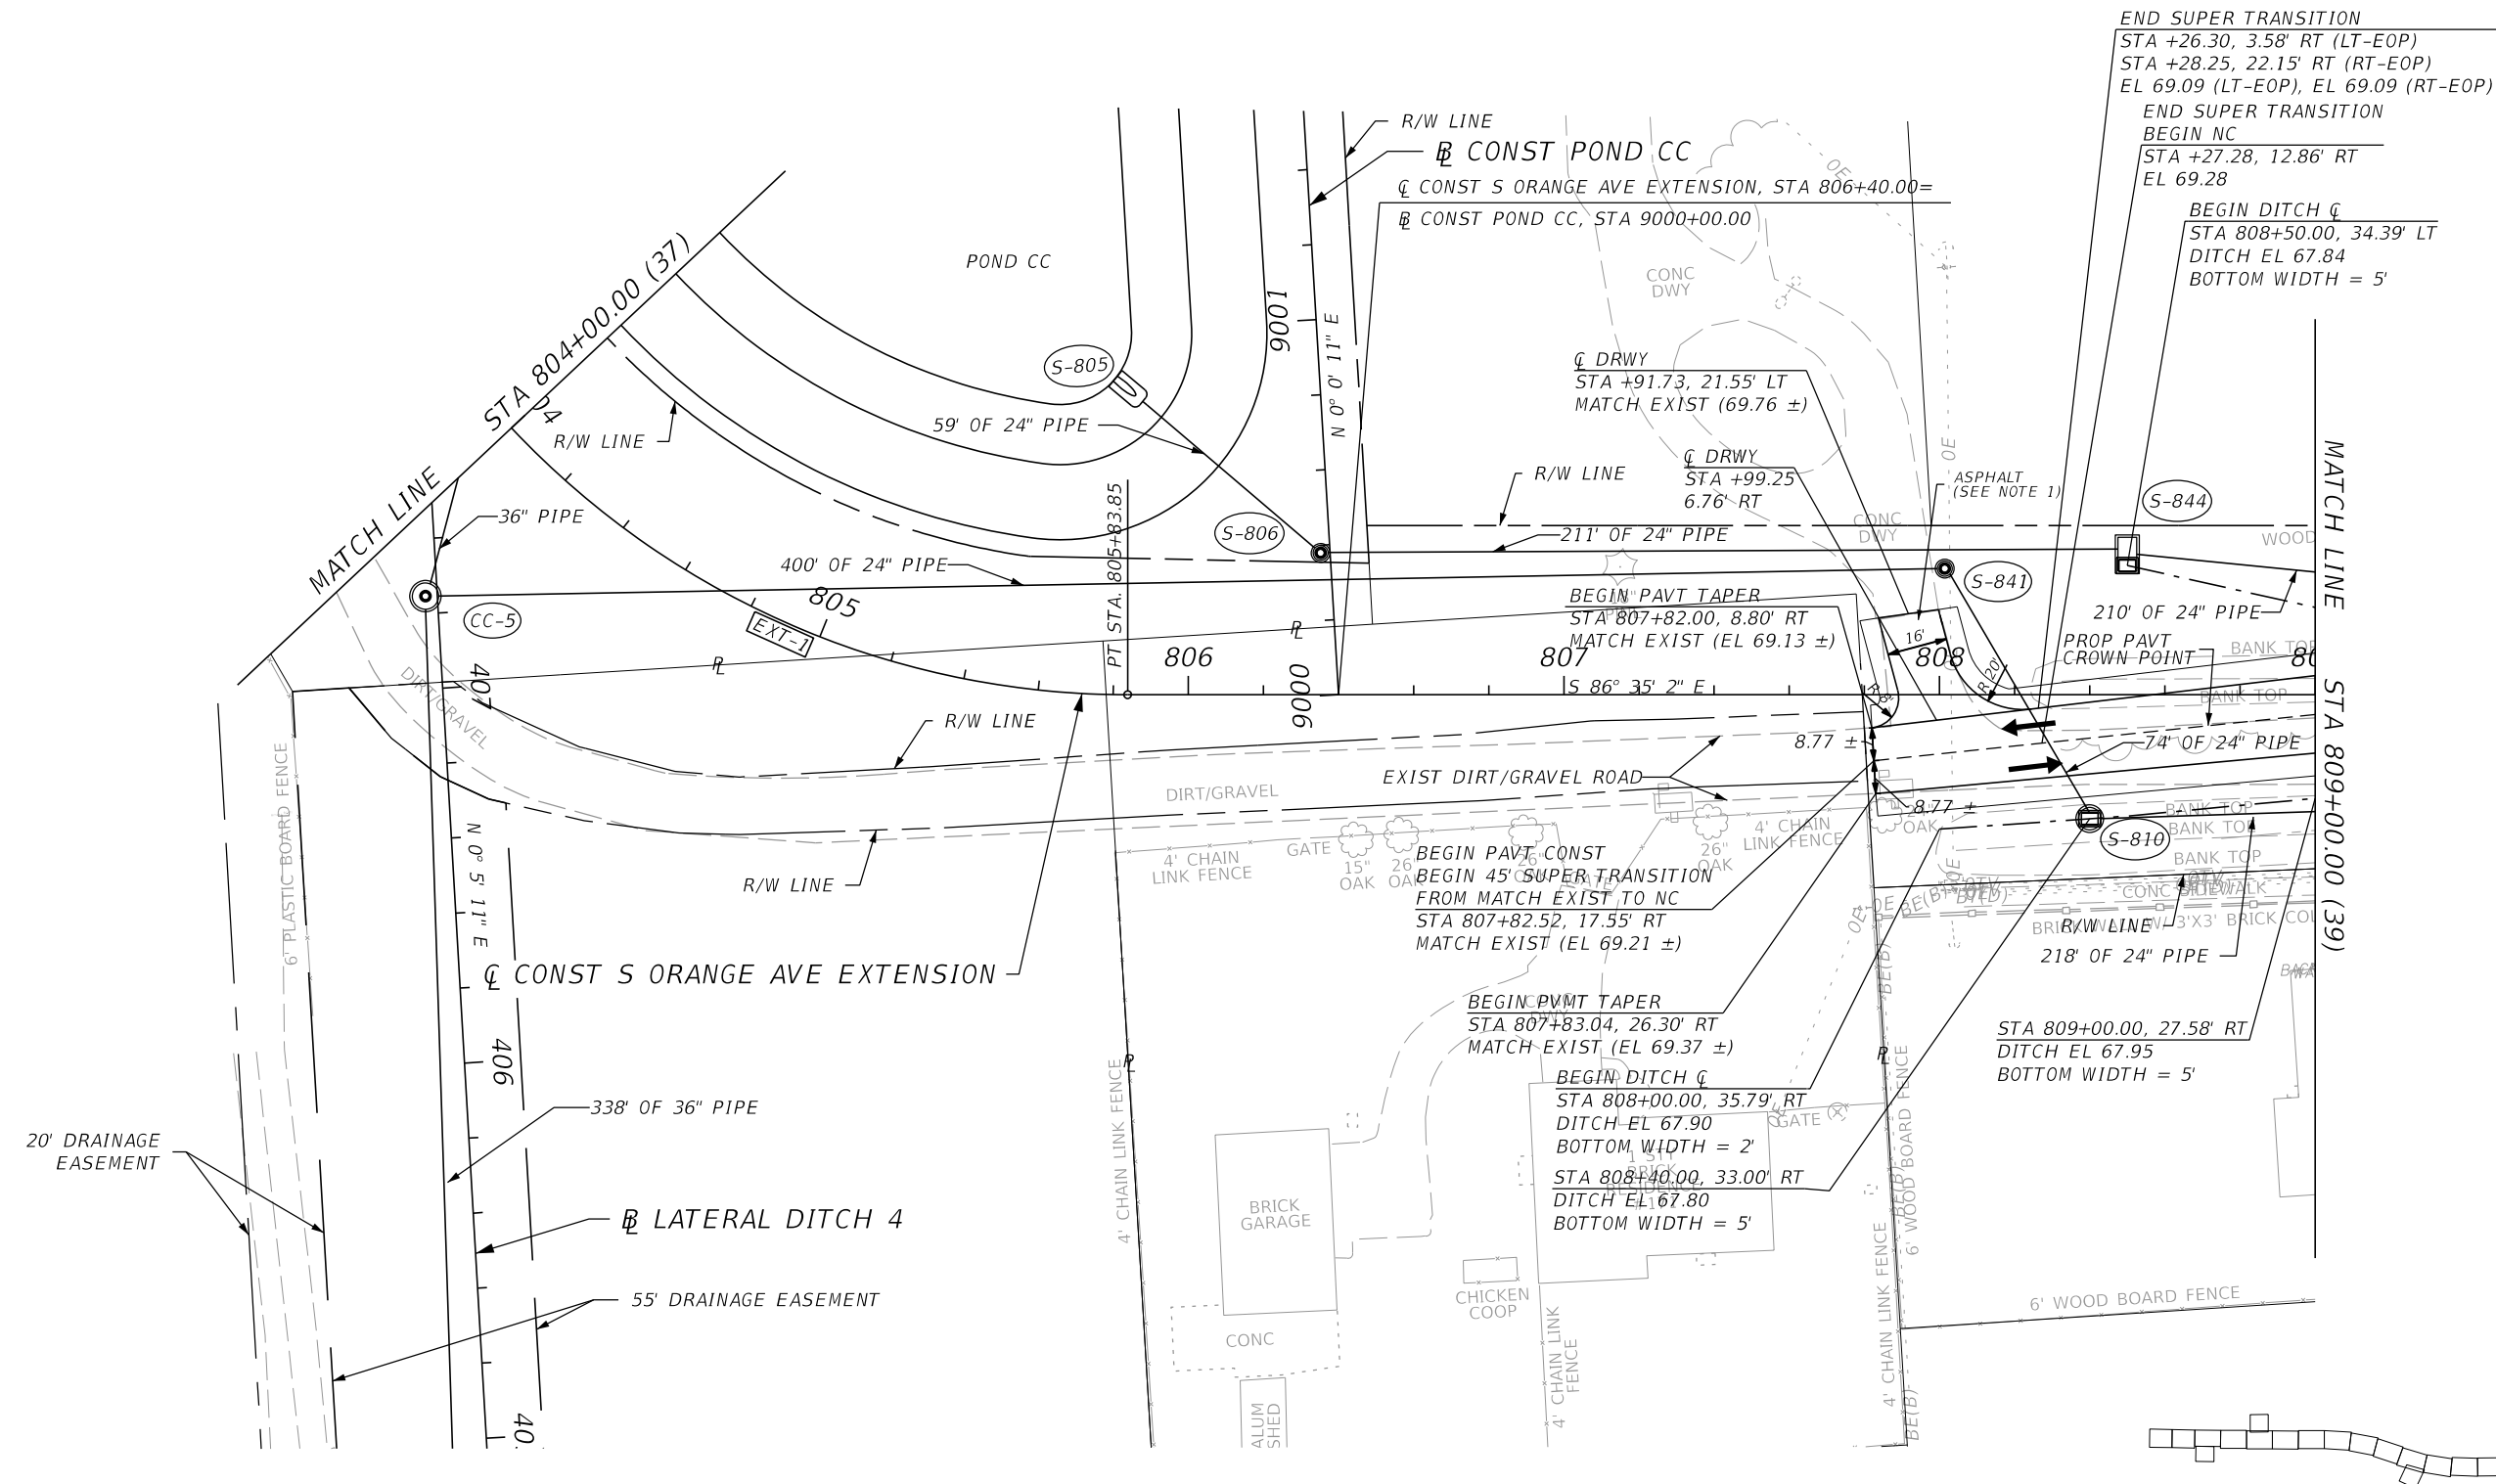 END SUPER TRANSITION
STA +26.30, 3.58' RT (LT-EOP)
STA +28.25, 22.15' RT (RT-EOP)
EL 69.09 (LT-EOP), EL 69.09 (RT-EOP)
END SUPER TRANSITION
BEGIN NC
STA +27.28, 12.86' RT
EL 69.28
BEGIN DITCH ℄
STA 808+50.00, 34.39' LT
DITCH EL 67.84
BOTTOM WIDTH = 5'
R/W LINE
BL CONST POND CC
℄ CONST S ORANGE AVE EXTENSION, STA 806+40.00=
BL CONST POND CC, STA 9000+00.00
OE
POND CC
CONC
DWY
9001
N 0° 0' 11" E
MATCH LINE STA 804+00.00 (37)
R/W LINE
S-805
59' OF 24" PIPE
℄ DRWY
STA +91.73, 21.55' LT
MATCH EXIST (69.76 ±)
℄ DRWY
STA +99.25
6.76' RT
OE
ASPHALT
(SEE NOTE 1)
R/W LINE
S-844
36" PIPE
S-806
211' OF 24" PIPE
CONC
DWY
WOOD
400' OF 24" PIPE
PT STA. 805+83.85
CC-5
805
EXT-1
S-841
210' OF 24" PIPE
BEGIN PAVT TAPER
STA 807+82.00, 8.80' RT
MATCH EXIST (EL 69.13 ±)
16'
PROP PAVT
CROWN POINT
BANK TOP
PL
PL
806
807
808
S 86° 35' 2" E
R 20'
BANK TOP
407
DIRT/GRAVEL
9000
R/W LINE
8.77 ±
74' OF 24" PIPE
EXIST DIRT/GRAVEL ROAD
DIRT/GRAVEL
8.77 ±
BANK TOP
OAK
S-810
BANK TOP
BANK TOP
MATCH LINE STA 809+00.00 (39)
6' PLASTIC BOARD FENCE
N 0° 5' 11" E
R/W LINE
4' CHAIN
LINK FENCE
GATE
15"
OAK
26"
OAK
26"
26"
OAK
4' CHAIN
LINK FENCE
BEGIN PAVT CONST
BEGIN 45' SUPER TRANSITION
FROM MATCH EXIST TO NC
STA 807+82.52, 17.55' RT
MATCH EXIST (EL 69.21 ±)
CONC SIDEWALK
R/W LINE
218' OF 24" PIPE
OE
℄ CONST S ORANGE AVE EXTENSION
BEGIN PVMT TAPER
STA 807+83.04, 26.30' RT
MATCH EXIST (EL 69.37 ±)
BE(B)
STA 809+00.00, 27.58' RT
DITCH EL 67.95
BOTTOM WIDTH = 5'
406
PL
PL
338' OF 36" PIPE
BEGIN DITCH ℄
STA 808+00.00, 35.79' RT
DITCH EL 67.90
BOTTOM WIDTH = 2'
GATE
20' DRAINAGE
EASEMENT
4' CHAIN LINK FENCE
STA 808+40.00, 33.00' RT
DITCH EL 67.80
BOTTOM WIDTH = 5'
BRICK
GARAGE
BL LATERAL DITCH 4
BE(B)
6' WOOD BOARD FENCE
55' DRAINAGE EASEMENT
CHICKEN
COOP
6' WOOD BOARD FENCE
CONC
4' CHAIN LINK
FENCE
4' CHAIN LINK FENCE
BE(B)
ALUM
SHED